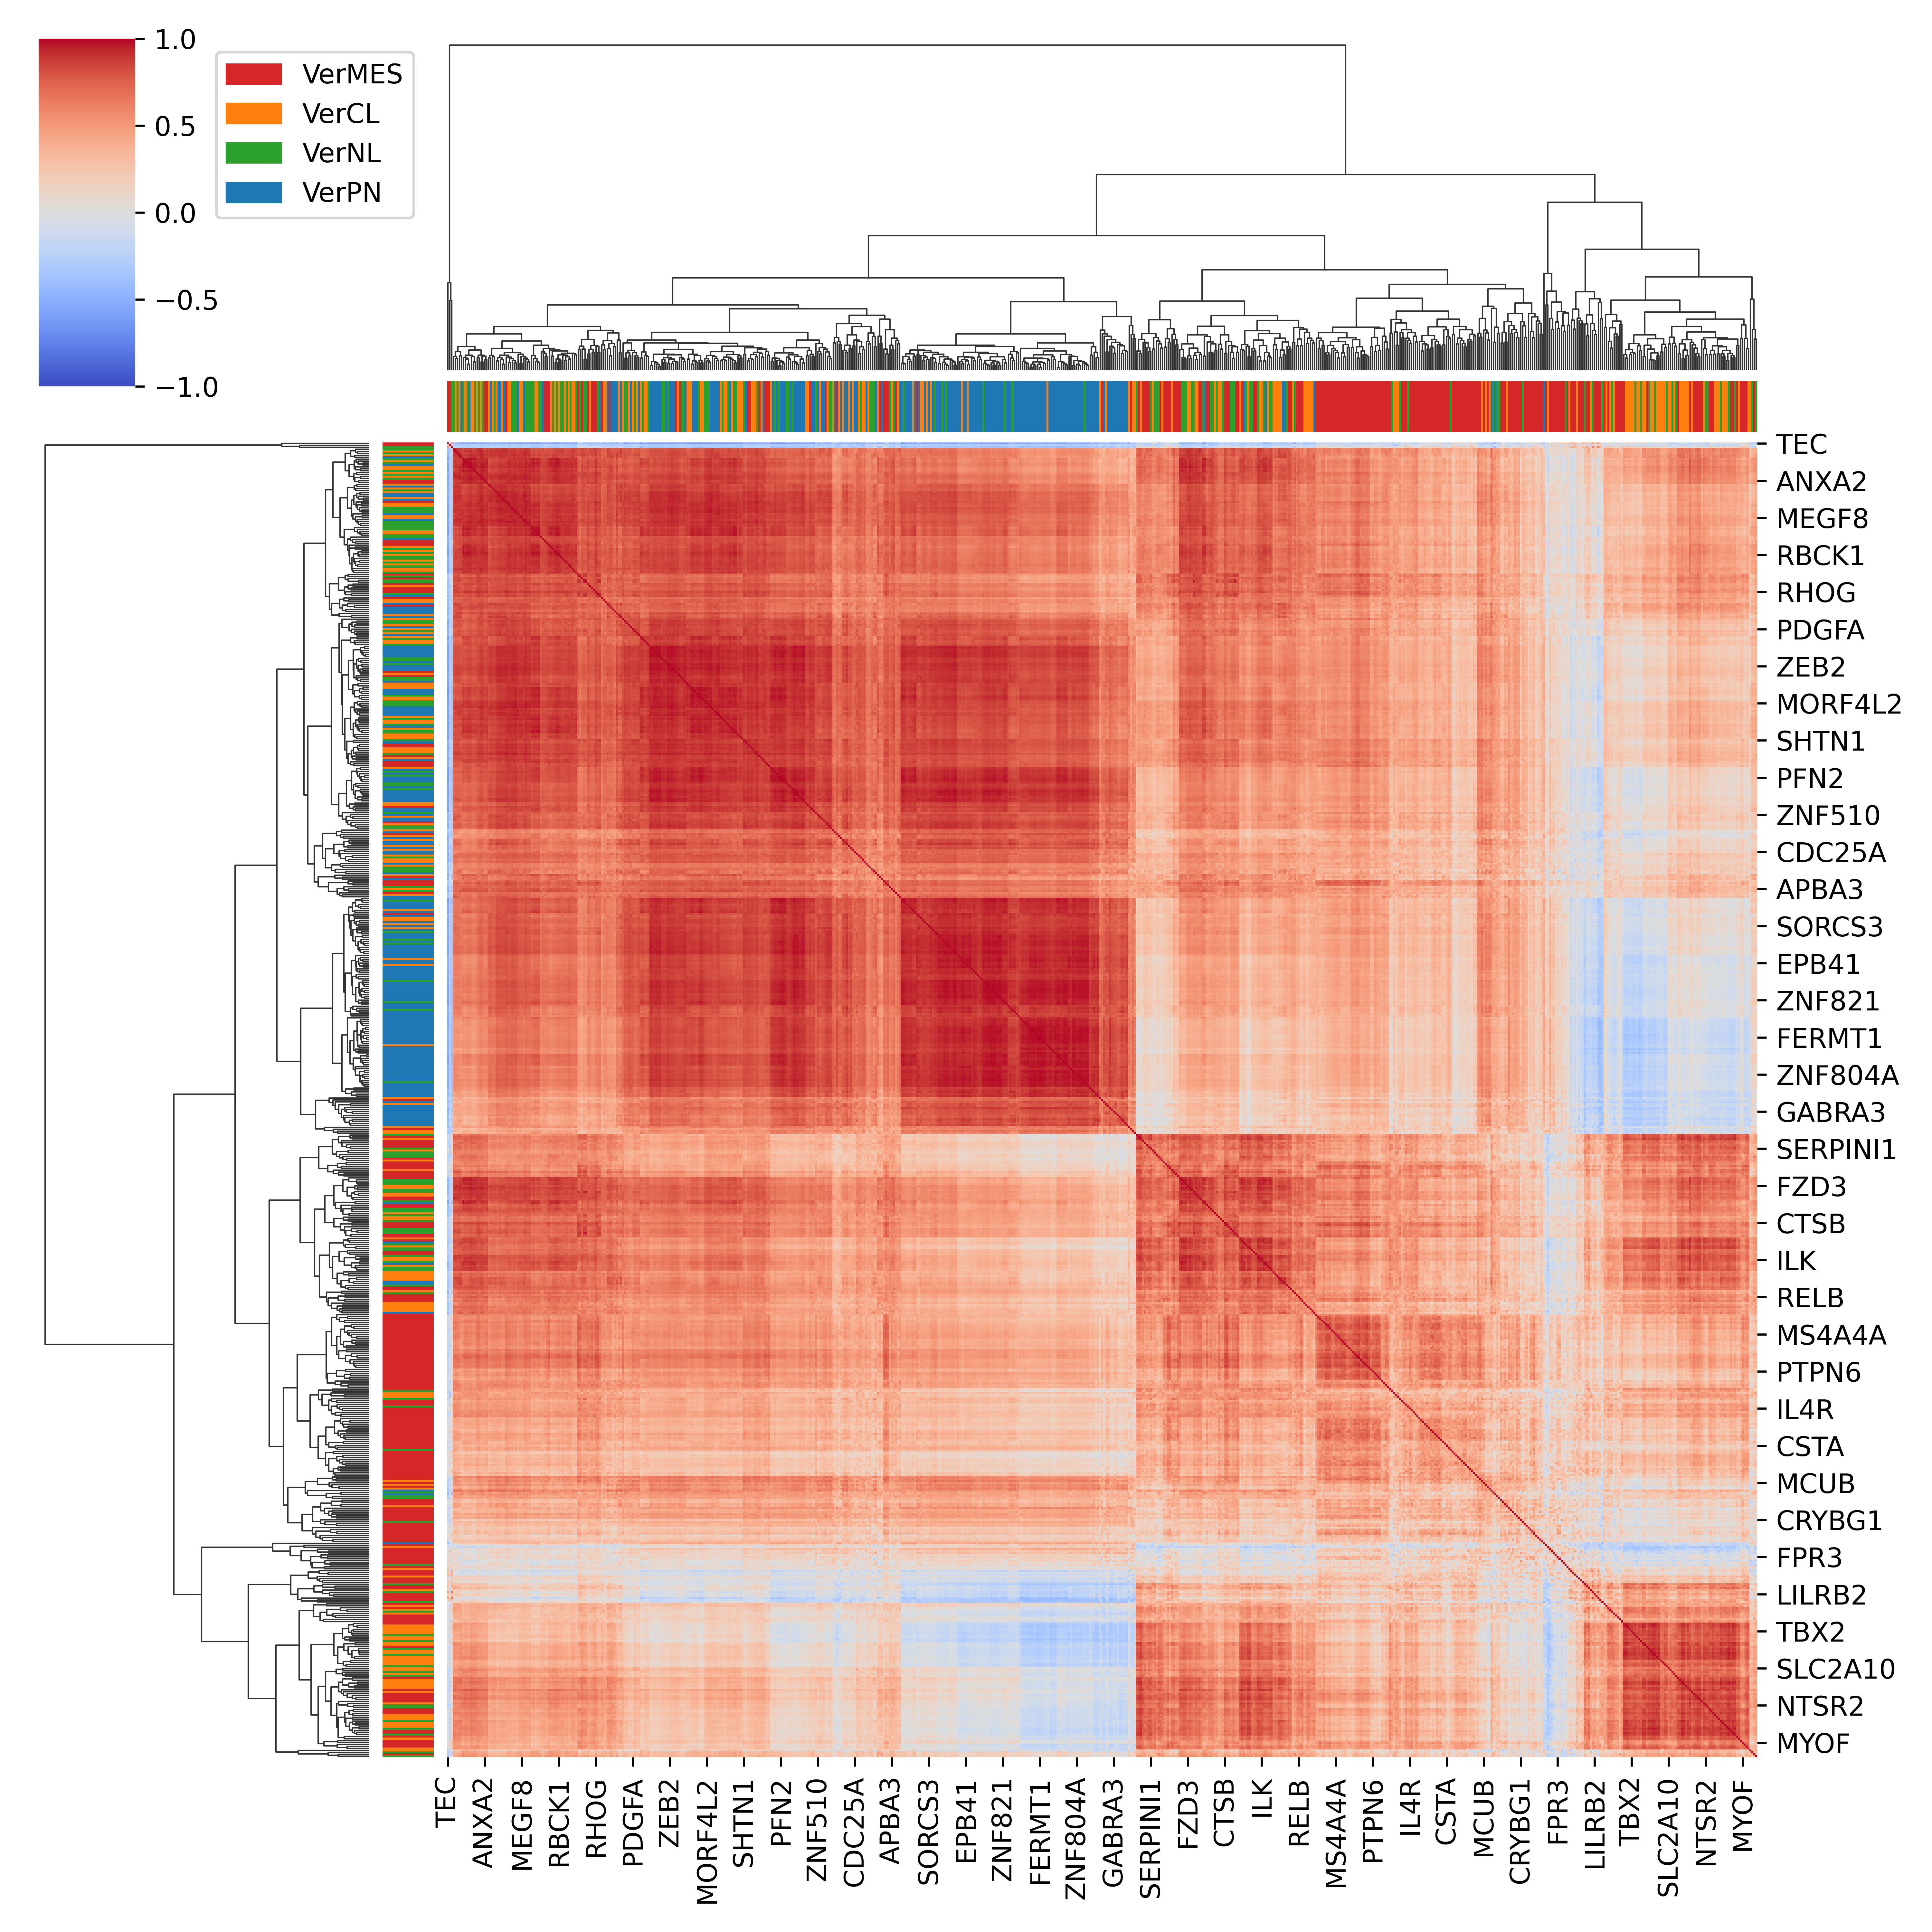 1.0
0.5
0.0
−0.5
−1.0
VerMES
VerCL
VerNL
VerPN
TEC
ANXA2
MEGF8
RBCK1
RHOG
PDGFA
ZEB2
MORF4L2
SHTN1
PFN2
ZNF510
CDC25A
APBA3
SORCS3
EPB41
ZNF821
FERMT1
ZNF804A
GABRA3
SERPINI1
FZD3
CTSB
ILK
RELB
MS4A4A
PTPN6
IL4R
CSTA
MCUB
CRYBG1
FPR3
LILRB2
TBX2
SLC2A10
NTSR2
MYOF
TEC
ANXA2
MEGF8
RBCK1
RHOG
PDGFA
ZEB2
MORF4L2
SHTN1
PFN2
ZNF510
CDC25A
APBA3
SORCS3
EPB41
ZNF821
FERMT1
ZNF804A
GABRA3
SERPINI1
FZD3
CTSB
ILK
RELB
MS4A4A
PTPN6
IL4R
CSTA
MCUB
CRYBG1
FPR3
LILRB2
TBX2
SLC2A10
NTSR2
MYOF